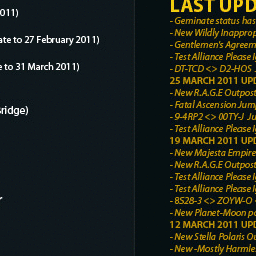 2011)
ate to 27 February 2011)
e to 31 March 2011)
ridge)
LAST UPD
- Geminate status has
- New Wildly Inapprop
- Gentlemen's Agreem
- Test Alliance Please I
- DT-TCD <> D2-HOS
25 MARCH 2011 UPD
- New R.A.G.E Outpost
- Fatal Ascension Jump
- 9-4RP2 <> 00TY-J Ju
- Test Alliance Please I
19 MARCH 2011 UPD
- New Majesta Empire
- New R.A.G.E Outpos
- Test Alliance Please I
- Test Alliance Please I
- 8S28-3 <> ZOYW-O
- New Planet-Moon po
12 MARCH 2011 UPD
- New Stella Polaris Ou
- New -Mostly Harmle